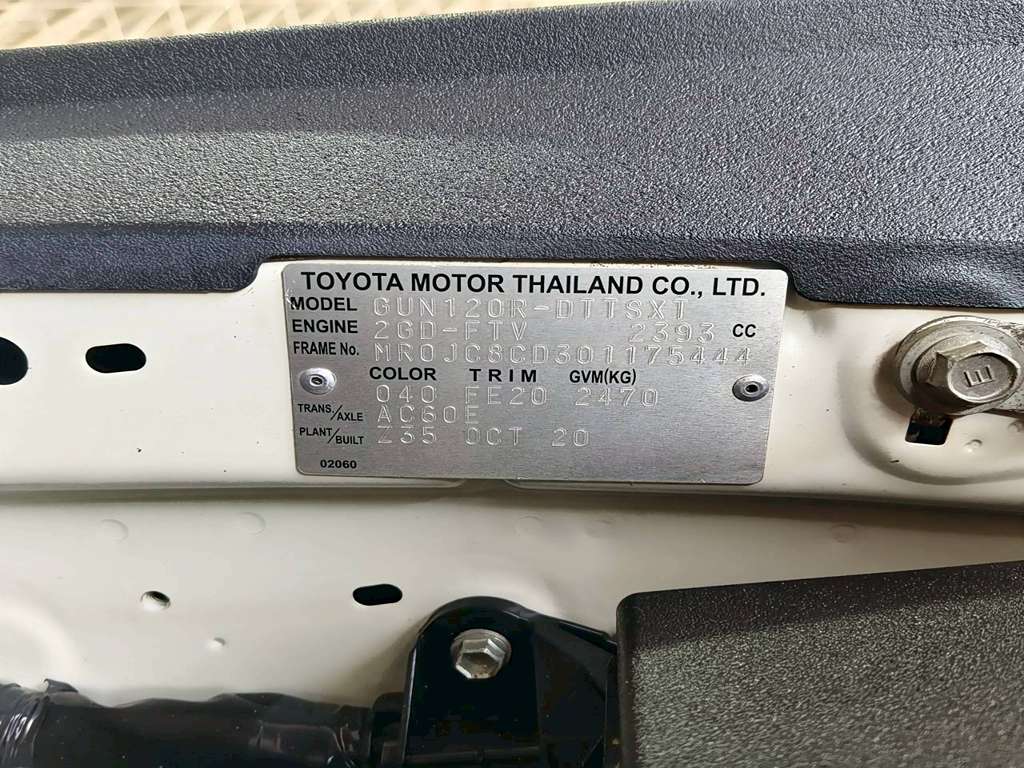 TOYOTA MOTOR THAILAND CO., LTD.
MODEL GUN120R-DTTSXT
ENGINE 2GD-FTV 2393 CC
FRAME No. MR0JC8CD301175444
COLOR TRIM GVM(KG)
040 FE20 2470
TRANS./AXLE AC60E
PLANT/BUILT Z35 OCT 20
02060
E